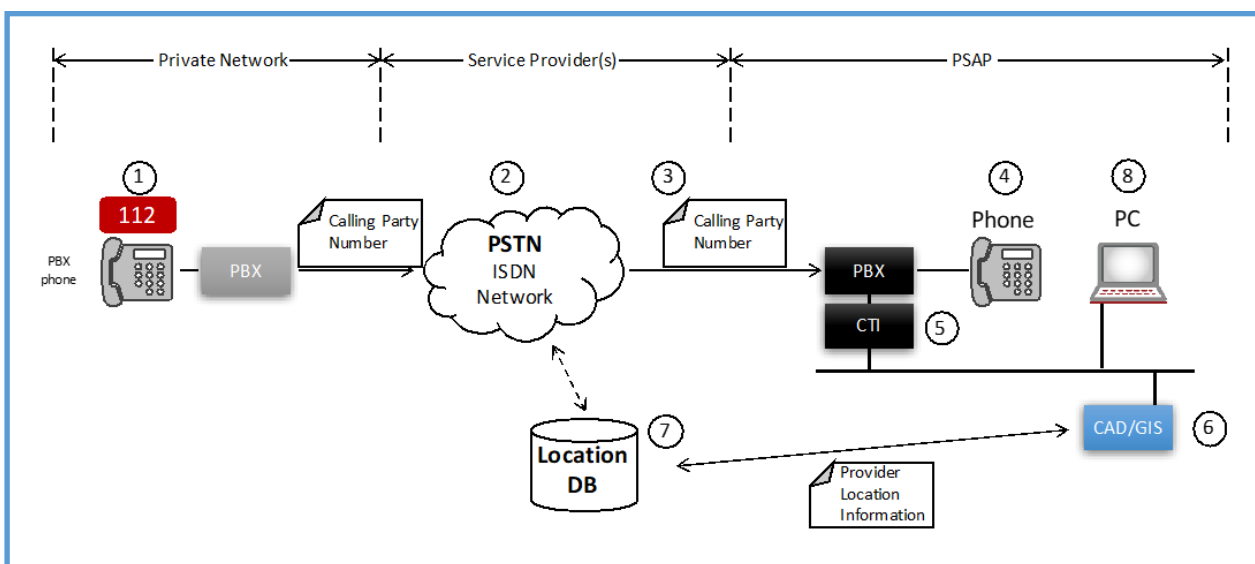 Private Network
Service Provider(s)
PSAP
1
2
3
4
8
112
Calling Party
Number
Calling Party
Number
Phone
PC
PBX
phone
PBX
PSTN
ISDN
Network
PBX
CTI
5
7
CAD/GIS
6
Location
DB
Provider
Location
Information